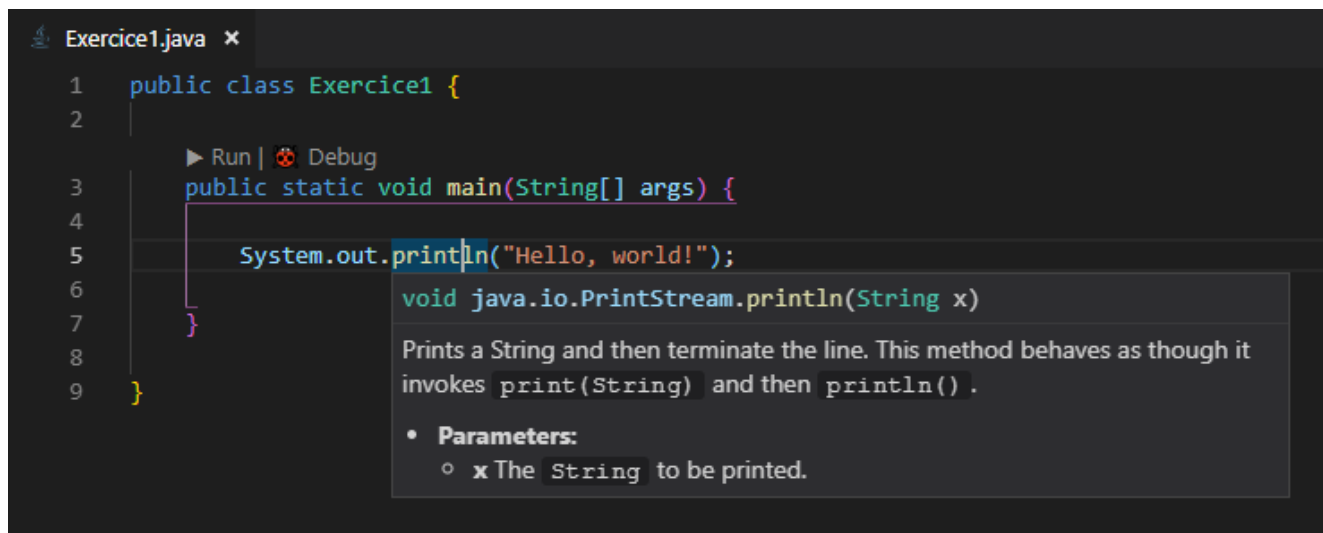 Exercice1.java ×
1 public class Exercice1 {
2
▶ Run | 🐞 Debug
3 public static void main(String[] args) {
4
5 System.out.println("Hello, world!");
6
void java.io.PrintStream.println(String x)
7 }
Prints a String and then terminate the line. This method behaves as though it
8
invokes print(String) and then println().
9 }
• Parameters:
○ x The String to be printed.